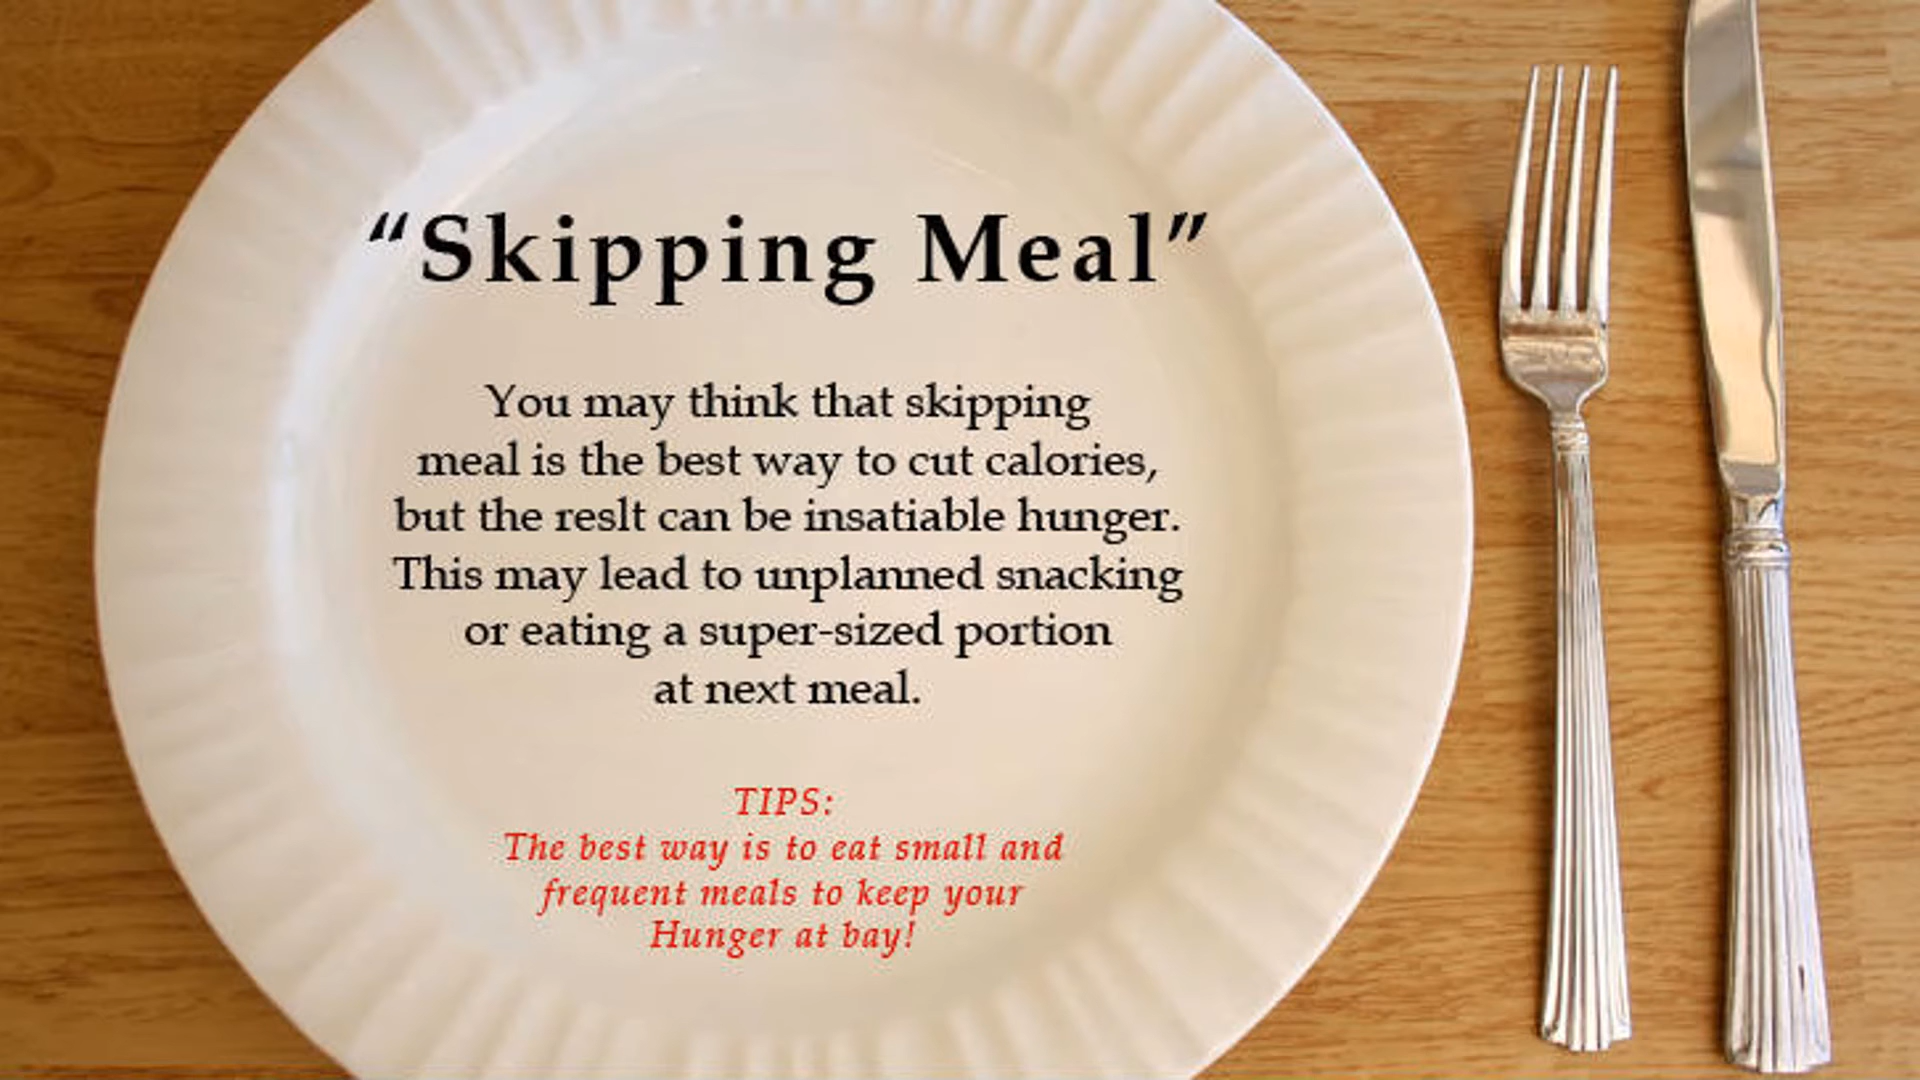 “Skipping Meal”
You may think that skipping
meal is the best way to cut calories,
but the reslt can be insatiable hunger.
This may lead to unplanned snacking
or eating a super-sized portion
at next meal.
TIPS:
The best way is to eat small and
frequent meals to keep your
Hunger at bay!